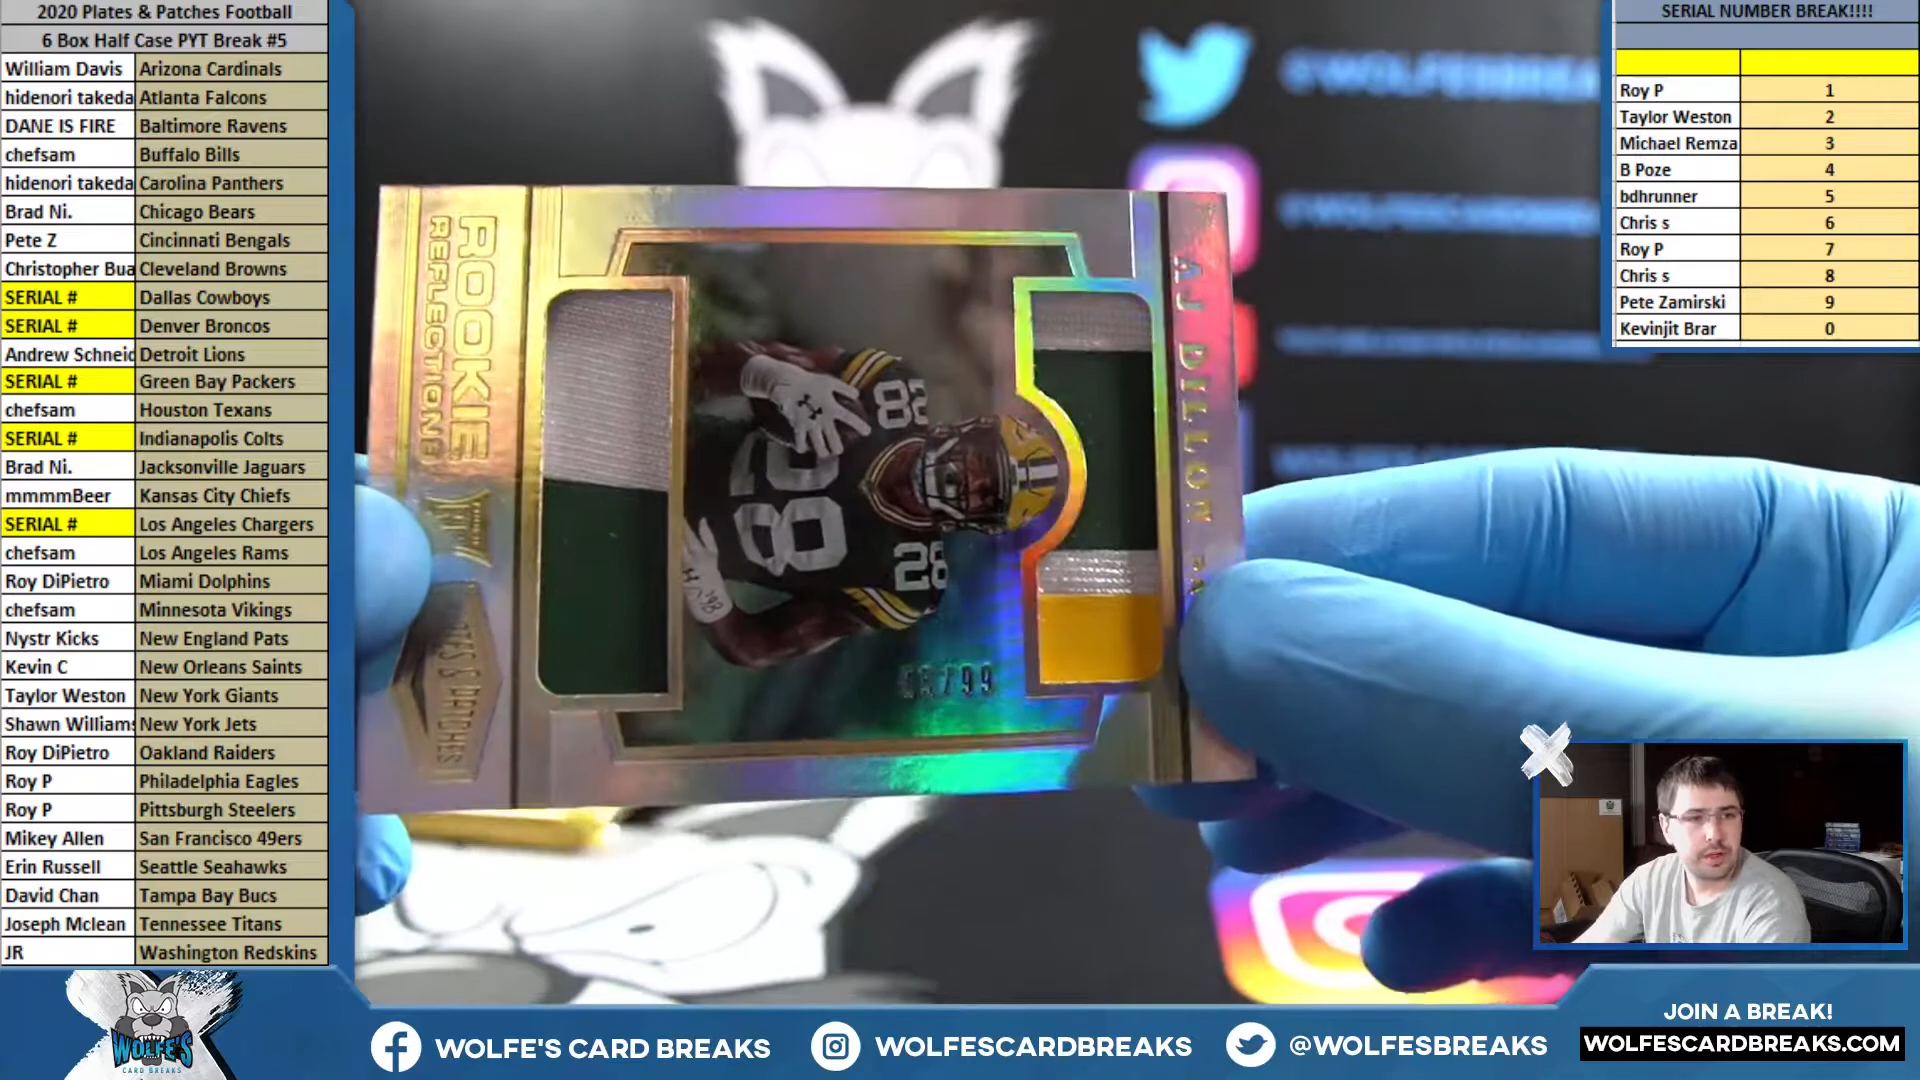 2020 Plates & Patches Football
6 Box Half Case PYT Break #5
William Davis Arizona Cardinals
hidenori takeda Atlanta Falcons
DANE IS FIRE Baltimore Ravens
chefsam Buffalo Bills
hidenori takeda Carolina Panthers
Brad Ni. Chicago Bears
Pete Z Cincinnati Bengals
Christopher Bua Cleveland Browns
SERIAL # Dallas Cowboys
SERIAL # Denver Broncos
Andrew Schneid Detroit Lions
SERIAL # Green Bay Packers
chefsam Houston Texans
SERIAL # Indianapolis Colts
Brad Ni. Jacksonville Jaguars
mmmmBeer Kansas City Chiefs
SERIAL # Los Angeles Chargers
chefsam Los Angeles Rams
Roy DiPietro Miami Dolphins
chefsam Minnesota Vikings
Nystr Kicks New England Pats
Kevin C New Orleans Saints
Taylor Weston New York Giants
Shawn Williams New York Jets
Roy DiPietro Oakland Raiders
Roy P Philadelphia Eagles
Roy P Pittsburgh Steelers
Mikey Allen San Francisco 49ers
Erin Russell Seattle Seahawks
David Chan Tampa Bay Bucs
Joseph Mclean Tennessee Titans
JR Washington Redskins
ROOKIE
REFLECTIONS
AJ DILLON
28
28
28
/99
@WOLFESBREA
SERIAL NUMBER BREAK!!!!
Roy P 1
Taylor Weston 2
Michael Remza 3
B Poze 4
bdhrunner 5
Chris s 6
Roy P 7
Chris s 8
Pete Zamirski 9
Kevinjit Brar 0
WOLFE'S
CARD BREAKS
WOLFE'S CARD BREAKS
WOLFESCARDBREAKS
@WOLFESBREAKS
JOIN A BREAK!
WOLFESCARDBREAKS.COM